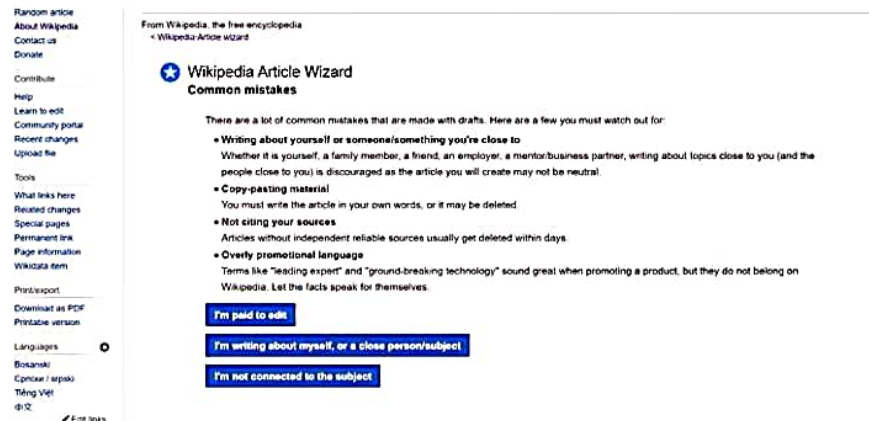 Random article
About Wikipedia
Contact us
Donate
Contribute
Help
Learn to edit
Community portal
Recent changes
Upload file
Tools
What links here
Related changes
Special pages
Permanent link
Page information
Wikidata item
Print/export
Download as PDF
Printable version
Languages
Bosanski
Српски / srpski
Tiếng Việt
中文
Edit links
From Wikipedia, the free encyclopedia
< Wikipedia:Article wizard
Wikipedia Article Wizard
Common mistakes
There are a lot of common mistakes that are made with drafts. Here are a few you must watch out for:
• Writing about yourself or someone/something you're close to
Whether it is yourself, a family member, a friend, an employer, a mentor/business partner, writing about topics close to you (and the
people close to you) is discouraged as the article you will create may not be neutral.
• Copy-pasting material
You must write the article in your own words, or it may be deleted.
• Not citing your sources
Articles without independent reliable sources usually get deleted within days.
• Overly promotional language
Terms like "leading expert" and "ground-breaking technology" sound great when promoting a product, but they do not belong on
Wikipedia. Let the facts speak for themselves.
I'm paid to edit
I'm writing about myself, or a close person/subject
I'm not connected to the subject